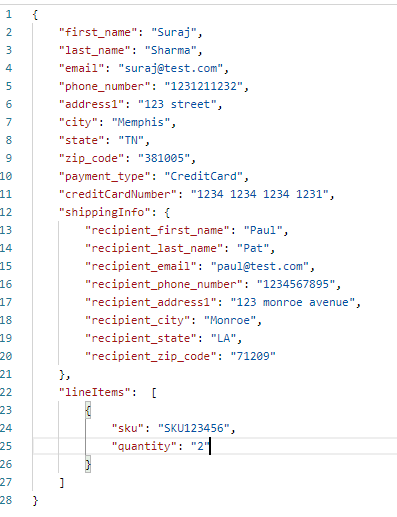 1 {
2 "first_name": "Suraj",
3 "last_name": "Sharma",
4 "email": "suraj@test.com",
5 "phone_number": "1231211232",
6 "address1": "123 street",
7 "city": "Memphis",
8 "state": "TN",
9 "zip_code": "381005",
10 "payment_type": "CreditCard",
11 "creditCardNumber": "1234 1234 1234 1231",
12 "shippingInfo": {
13 "recipient_first_name": "Paul",
14 "recipient_last_name": "Pat",
15 "recipient_email": "paul@test.com",
16 "recipient_phone_number": "1234567895",
17 "recipient_address1": "123 monroe avenue",
18 "recipient_city": "Monroe",
19 "recipient_state": "LA",
20 "recipient_zip_code": "71209"
21 },
22 "lineItems": [
23 {
24 "sku": "SKU123456",
25 "quantity": "2"
26 }
27 ]
28 }